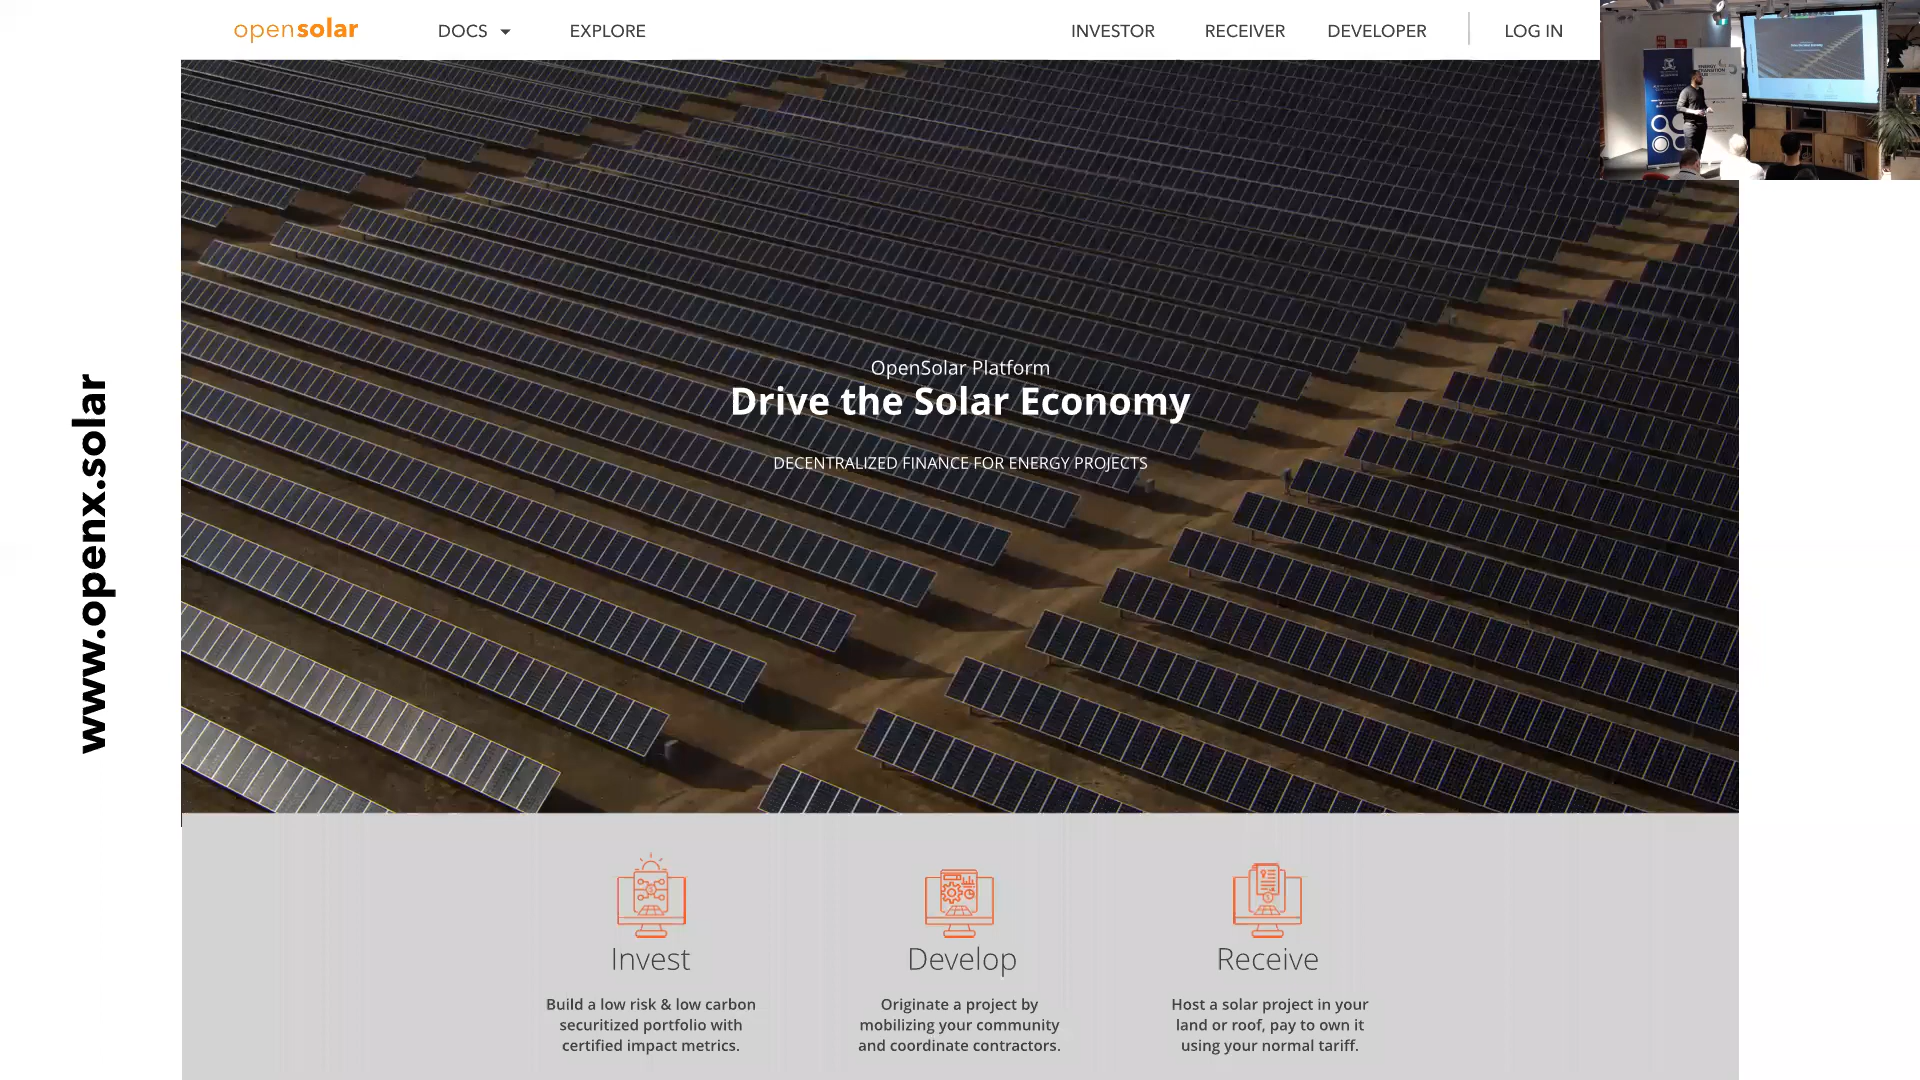 opensolar
DOCS
EXPLORE
INVESTOR
RECEIVER
DEVELOPER
LOG IN
www.openx.solar
OpenSolar Platform
Drive the Solar Economy
DECENTRALIZED FINANCE FOR ENERGY PROJECTS
Invest
Build a low risk & low carbon
securitized portfolio with
certified impact metrics.
Develop
Originate a project by
mobilizing your community
and coordinate contractors.
Receive
Host a solar project in your
land or roof, pay to own it
using your normal tariff.